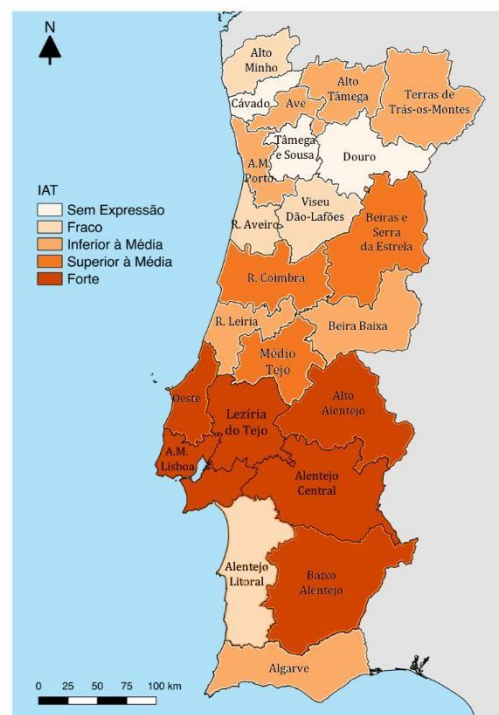 N
Alto
Minho
Cávado
Ave
Alto
Tâmega
Terras de
Trás-os-Montes
Tâmega
e Sousa
Douro
A.M.
Porto
IAT
Sem Expressão
Fraco
Inferior à Média
Superior à Média
Forte
Viseu
Dão-Lafões
R. Aveiro
Beiras e
Serra
da Estrela
R. Coimbra
R. Leiria
Beira Baixa
Médio
Tejo
Oeste
Lezíria
do Tejo
Alto
Alentejo
A.M.
Lisboa
Alentejo
Central
Alentejo
Litoral
Baixo
Alentejo
Algarve
0 25 50 75 100 km